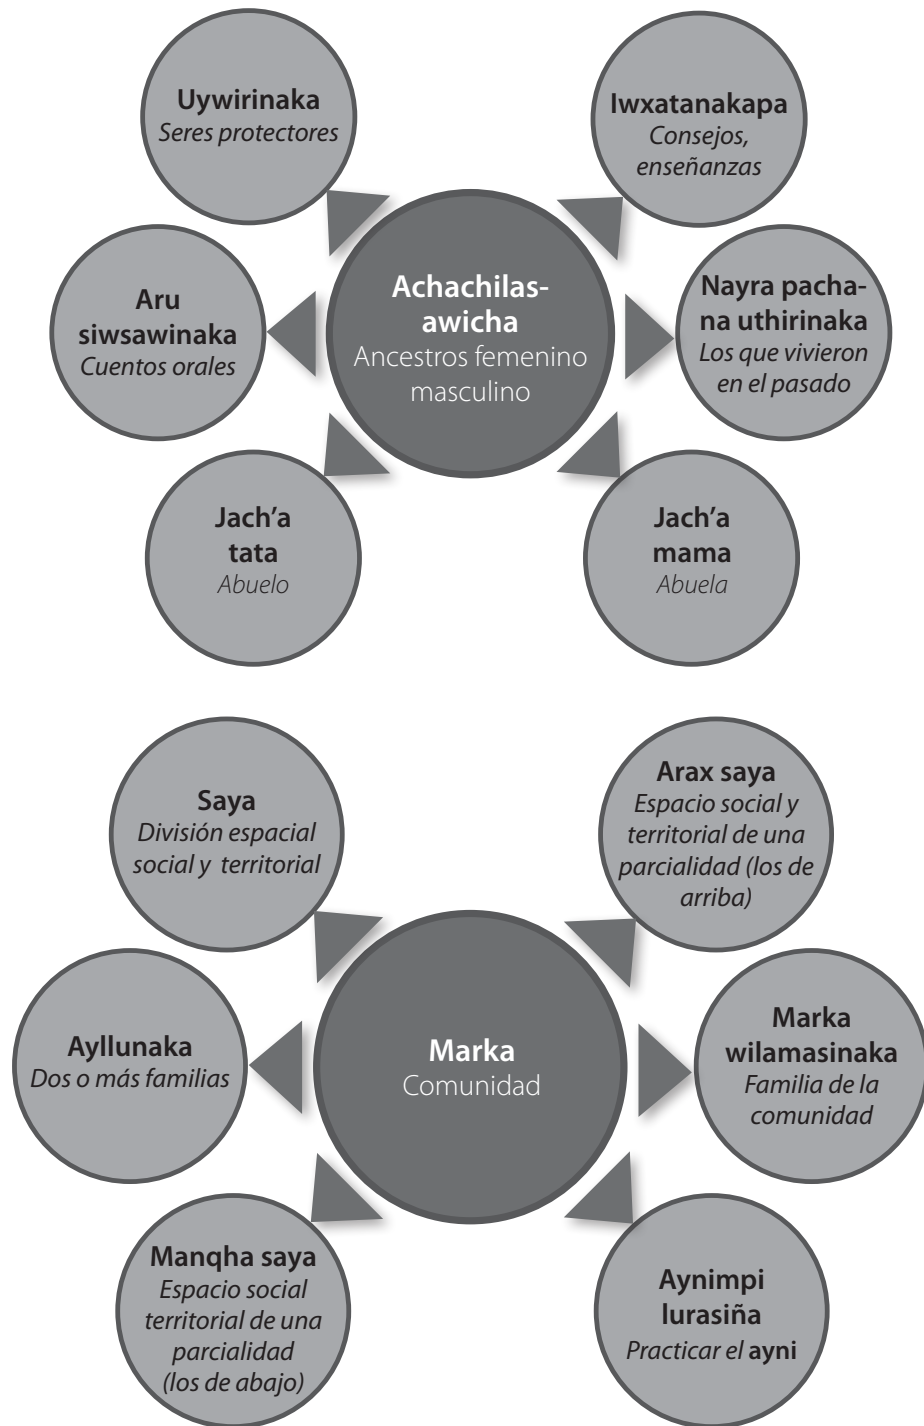 Uywirinaka
Seres protectores
Iwxatanakapa
Consejos,
enseñanzas
Aru
siwsawinaka
Cuentos orales
Achachilas-
awicha
Ancestros femenino
masculino
Nayra pacha-
na uthirinaka
Los que vivieron
en el pasado
Jach’a
tata
Abuelo
Jach’a
mama
Abuela
Saya
División espacial
social y territorial
Arax saya
Espacio social y
territorial de una
parcialidad (los de
arriba)
Ayllunaka
Dos o más familias
Marka
Comunidad
Marka
wilamasinaka
Familia de la
comunidad
Manqha saya
Espacio social
territorial de una
parcialidad
(los de abajo)
Aynimpi
lurasiña
Practicar el ayni